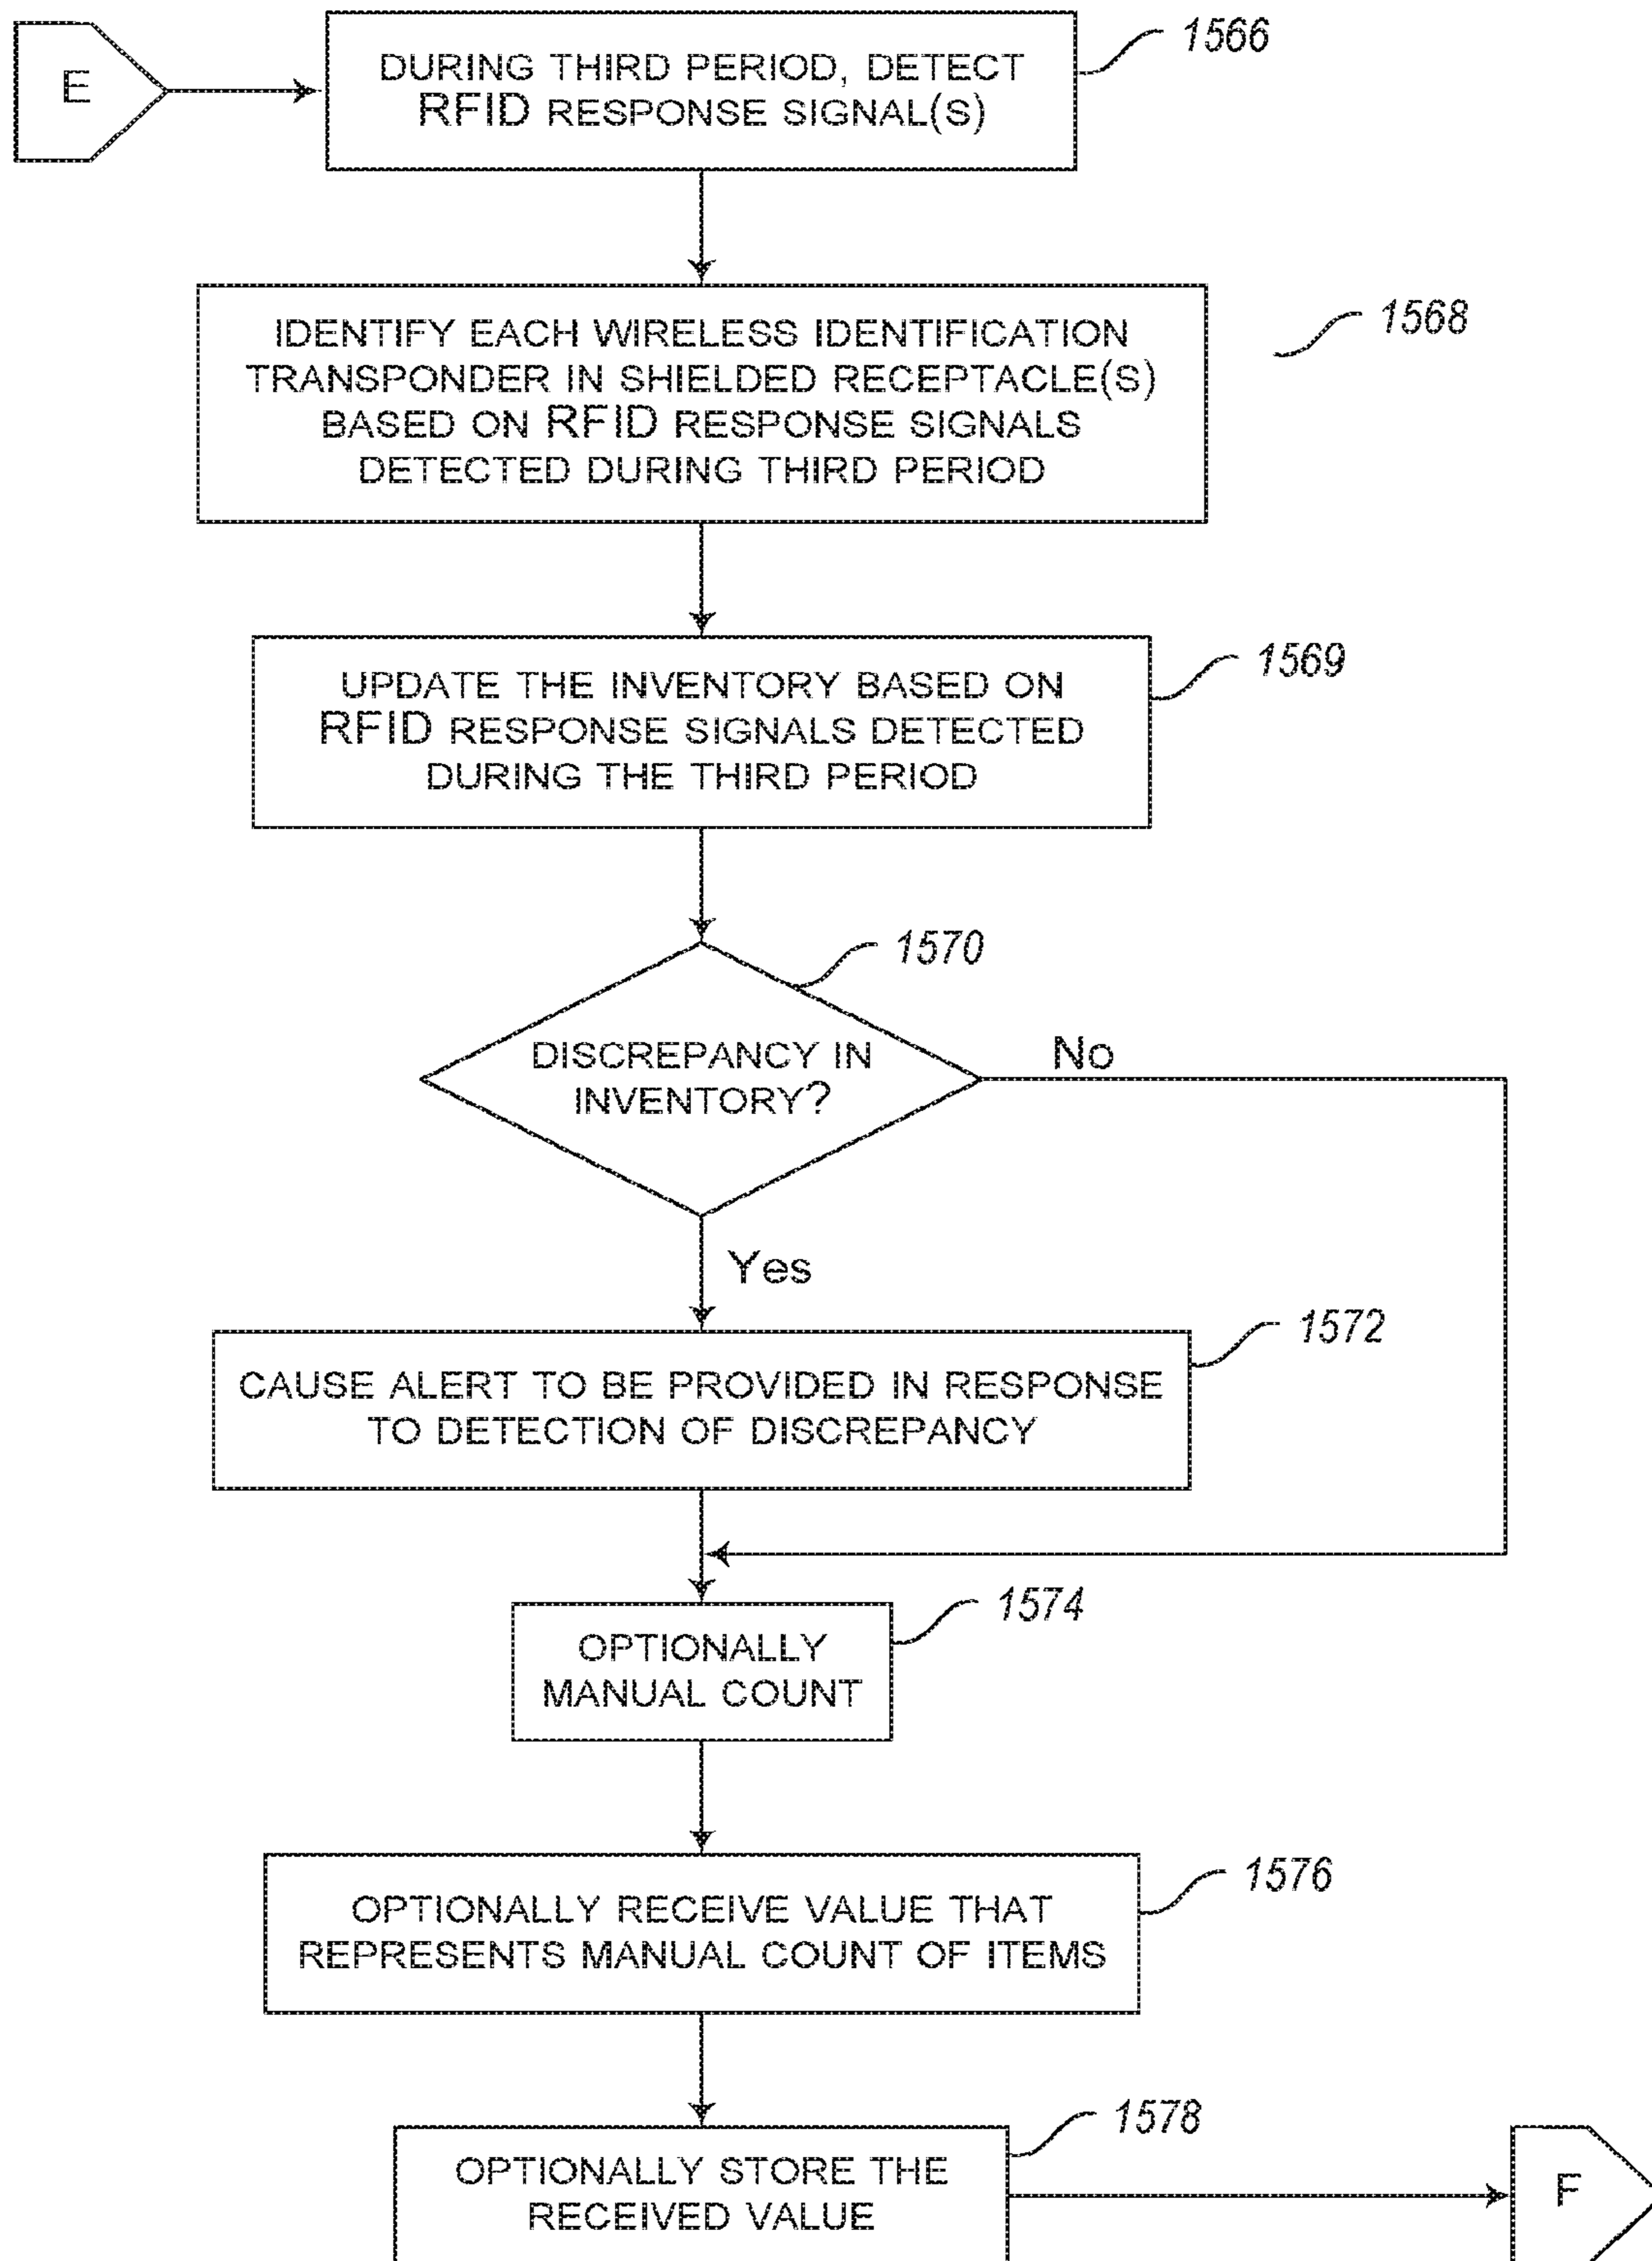 E
DURING THIRD PERIOD, DETECT
RFID RESPONSE SIGNAL(S)
1566
IDENTIFY EACH WIRELESS IDENTIFICATION
TRANSPONDER IN SHIELDED RECEPTACLE(S)
BASED ON RFID RESPONSE SIGNALS
DETECTED DURING THIRD PERIOD
1568
UPDATE THE INVENTORY BASED ON
RFID RESPONSE SIGNALS DETECTED
DURING THE THIRD PERIOD
1569
DISCREPANCY IN
INVENTORY?
1570
No
Yes
CAUSE ALERT TO BE PROVIDED IN RESPONSE
TO DETECTION OF DISCREPANCY
1572
OPTIONALLY
MANUAL COUNT
1574
OPTIONALLY RECEIVE VALUE THAT
REPRESENTS MANUAL COUNT OF ITEMS
1576
OPTIONALLY STORE THE
RECEIVED VALUE
1578
F